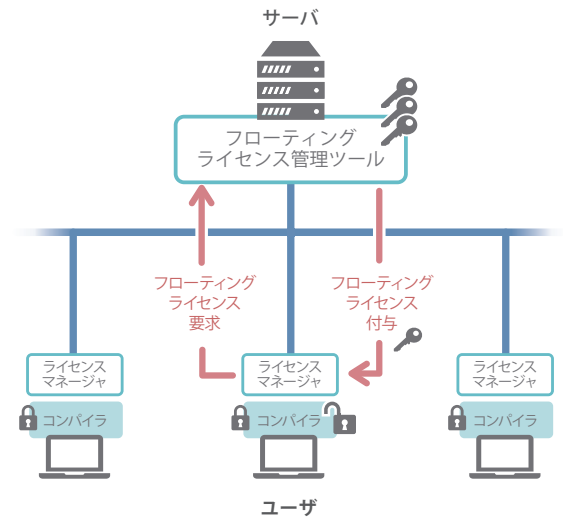 サーバ
フローティング
ライセンス管理ツール
フローティング
ライセンス
要求
フローティング
ライセンス
付与
ライセンス
マネージャ
ライセンス
マネージャ
ライセンス
マネージャ
コンパイラ
コンパイラ
コンパイラ
ユーザ